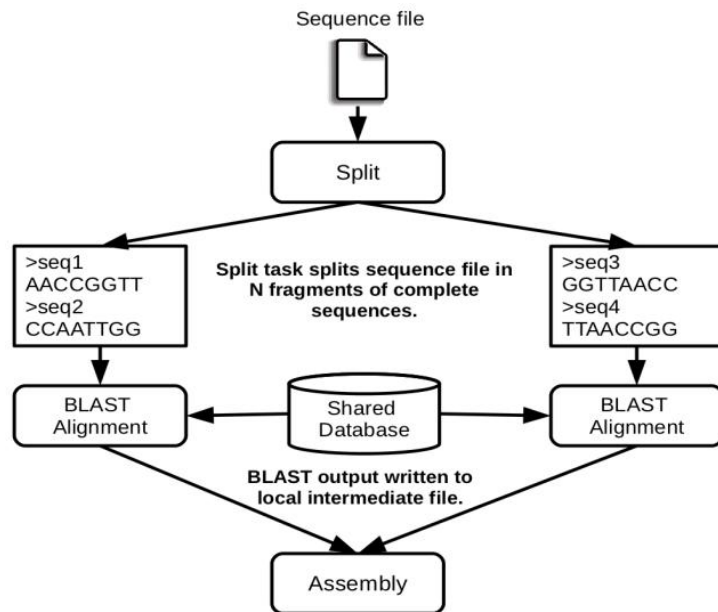 Sequence file
Split
>seq1
AACCGGTT
>seq2
CCAATTGG
Split task splits sequence file in
N fragments of complete
sequences.
>seq3
GGTTAACC
>seq4
TTAACCGG
BLAST
Alignment
Shared
Database
BLAST
Alignment
BLAST output written to
local intermediate file.
Assembly